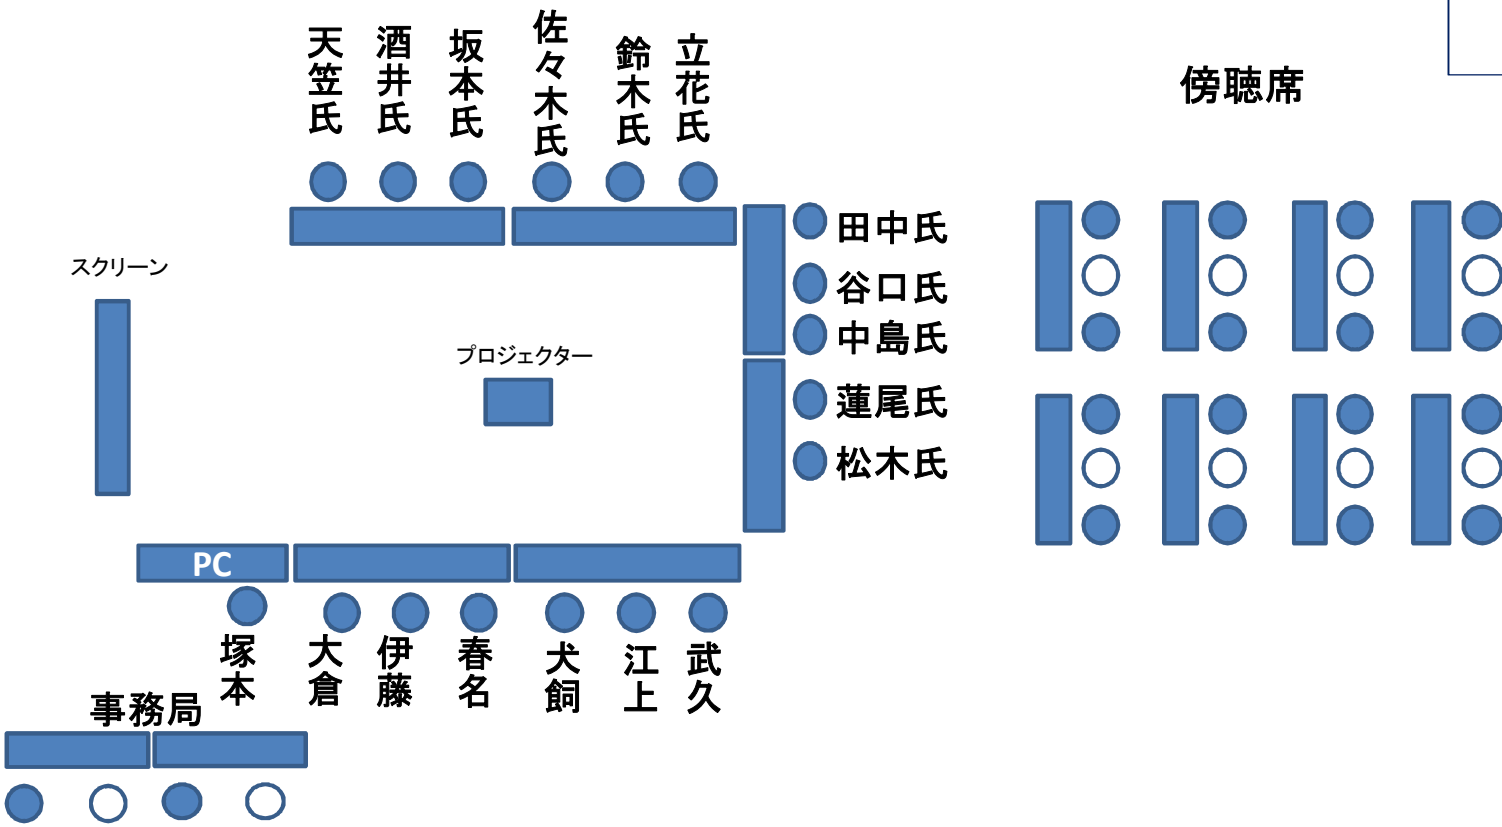 天笠氏
酒井氏
坂本氏
佐々木氏
鈴木氏
立花氏
傍聴席
田中氏
谷口氏
中島氏
蓮尾氏
松木氏
スクリーン
プロジェクター
PC
塚本
大倉
伊藤
春名
犬飼
江上
武久
事務局